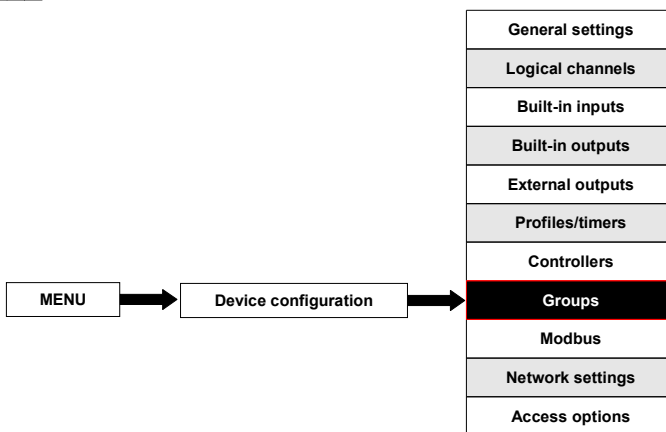 General settings
Logical channels
Built-in inputs
Built-in outputs
External outputs
Profiles/timers
Controllers
MENU
Device configuration
Groups
Modbus
Network settings
Access options